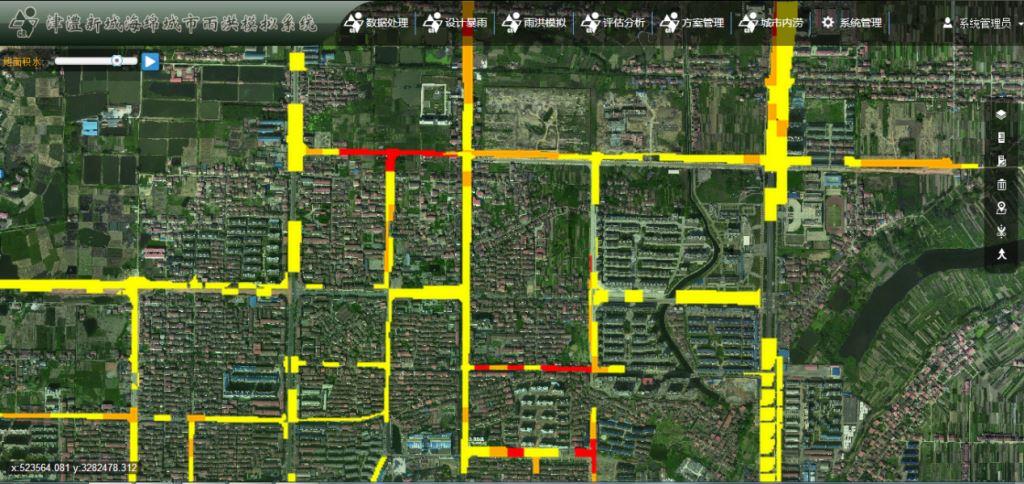 津澧新城海绵城市雨洪模拟系统
数据处理
设计暴雨
雨洪模拟
评估分析
方案管理
城市内涝
系统管理
系统管理员
地面积水:
x:523564.081 y:3282478.312